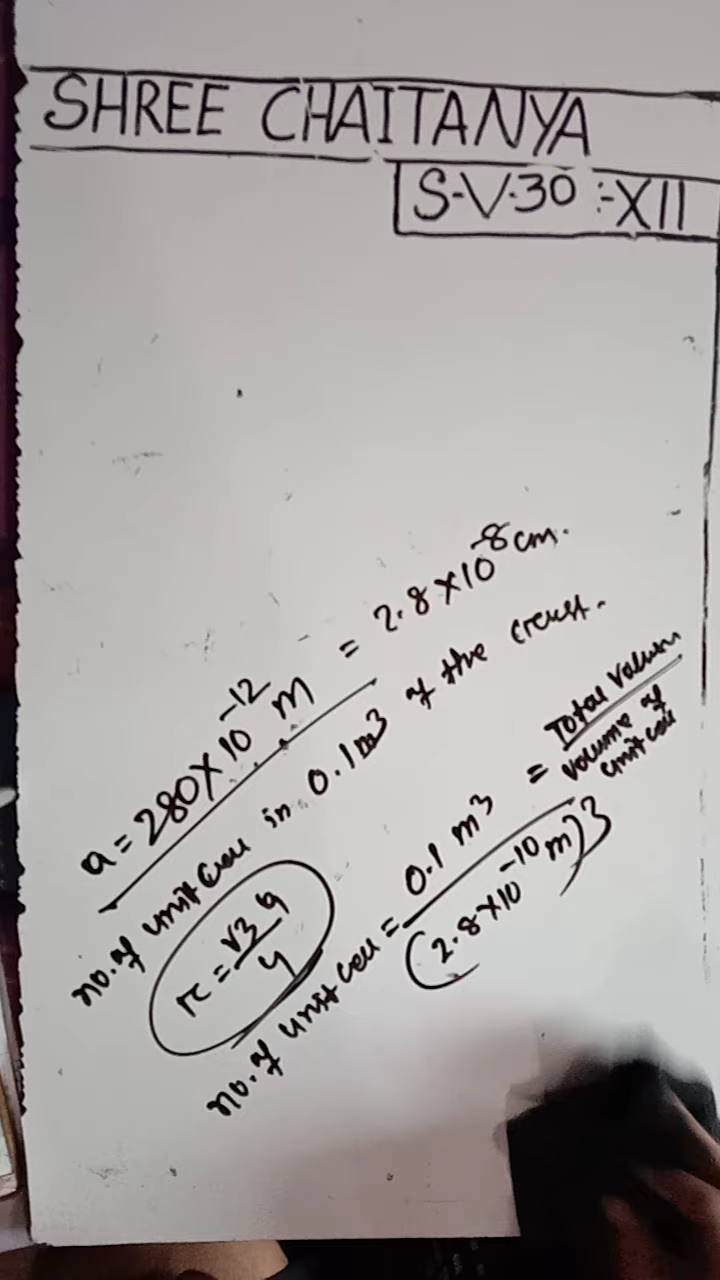 SHREE CHAITANYA
S.V.30 :-XII
a = 280 × 10⁻¹² m = 2.8 × 10⁻⁸ cm.
no. of unit cell in 0.1 m³ of the
r = √3 a / 4
no. of unit cell = 0.1 m³ / (2.8 × 10⁻¹⁰ m)³ = Total Volum / Volume of unit cell